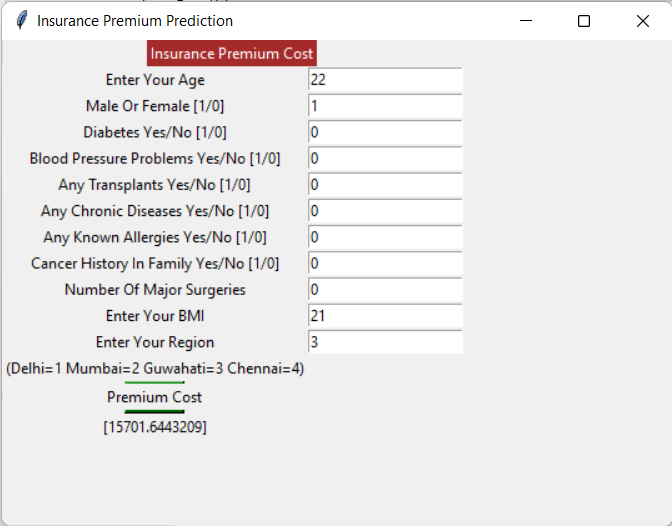 Insurance Premium Prediction
Insurance Premium Cost
Enter Your Age 22
Male Or Female [1/0] 1
Diabetes Yes/No [1/0] 0
Blood Pressure Problems Yes/No [1/0] 0
Any Transplants Yes/No [1/0] 0
Any Chronic Diseases Yes/No [1/0] 0
Any Known Allergies Yes/No [1/0] 0
Cancer History In Family Yes/No [1/0] 0
Number Of Major Surgeries 0
Enter Your BMI 21
Enter Your Region 3
(Delhi=1 Mumbai=2 Guwahati=3 Chennai=4)
Premium Cost
[15701.6443209]